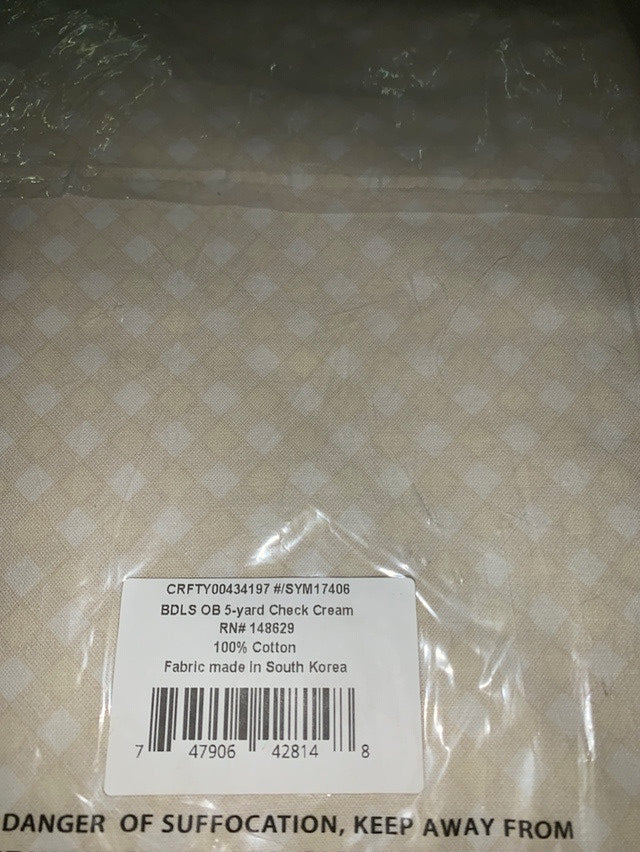 CRFTY00434197 #/SYM17406
BDLS OB 5-yard Check Cream
RN# 148629
100% Cotton
Fabric made in South Korea
7 47906 42814 8
DANGER OF SUFFOCATION, KEEP AWAY FROM